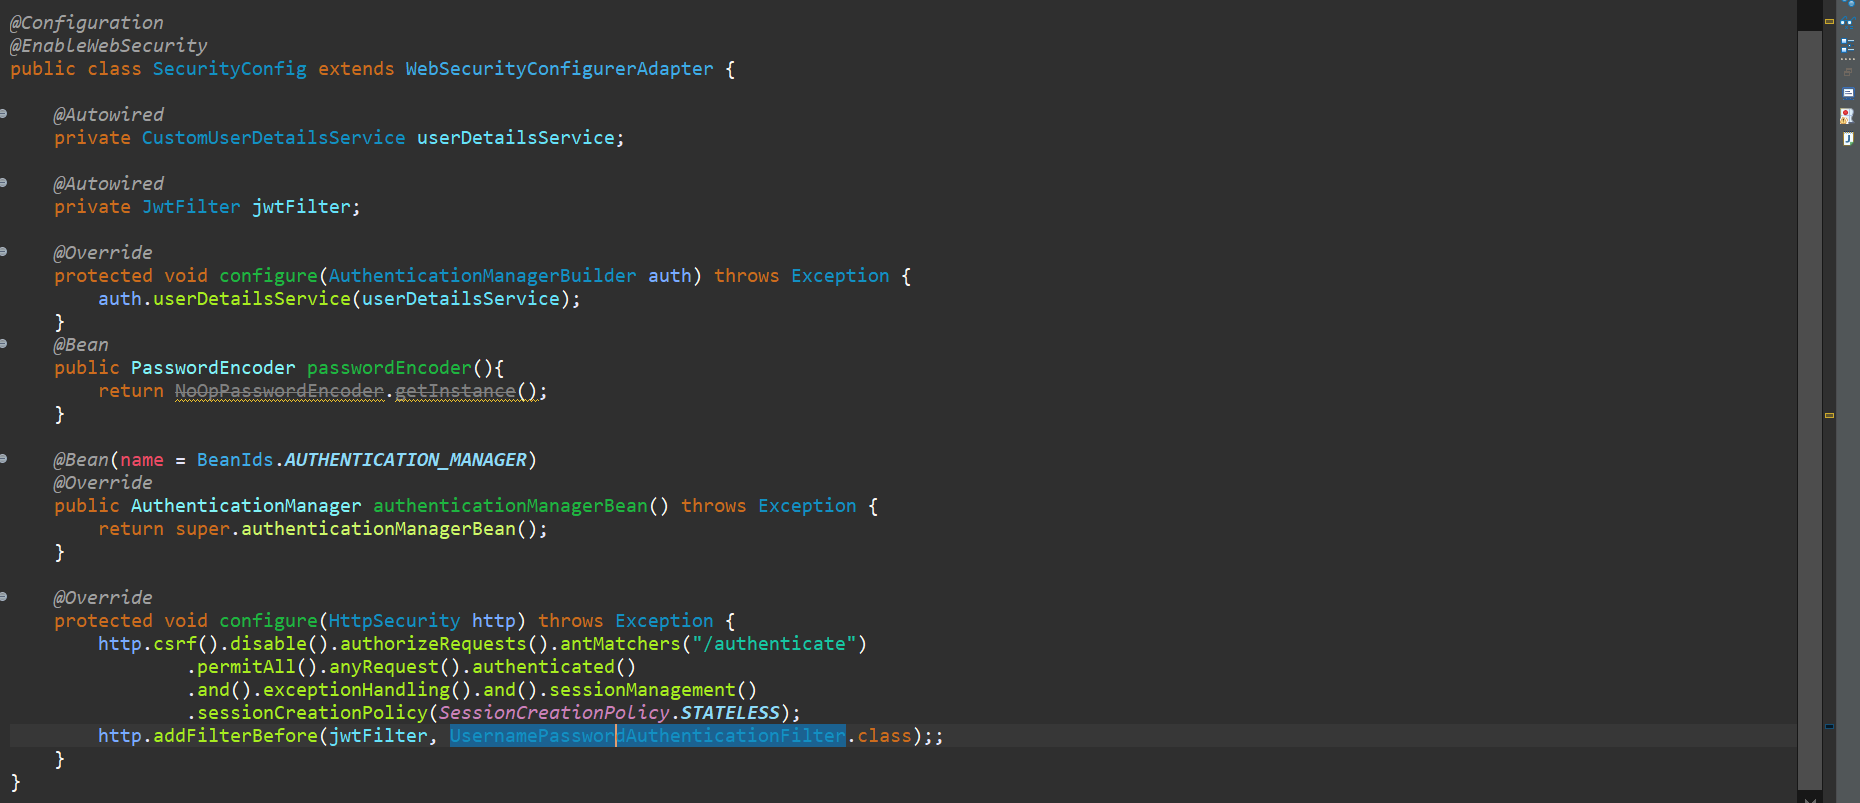 @Configuration
@EnableWebSecurity
public class SecurityConfig extends WebSecurityConfigurerAdapter {
@Autowired
private CustomUserDetailsService userDetailsService;
@Autowired
private JwtFilter jwtFilter;
@Override
protected void configure(AuthenticationManagerBuilder auth) throws Exception {
auth.userDetailsService(userDetailsService);
}
@Bean
public PasswordEncoder passwordEncoder(){
return NoOpPasswordEncoder.getInstance();
}
@Bean(name = BeanIds.AUTHENTICATION_MANAGER)
@Override
public AuthenticationManager authenticationManagerBean() throws Exception {
return super.authenticationManagerBean();
}
@Override
protected void configure(HttpSecurity http) throws Exception {
http.csrf().disable().authorizeRequests().antMatchers("/authenticate")
.permitAll().anyRequest().authenticated()
.and().exceptionHandling().and().sessionManagement()
.sessionCreationPolicy(SessionCreationPolicy.STATELESS);
http.addFilterBefore(jwtFilter, UsernamePasswordAuthenticationFilter.class);;
}
}